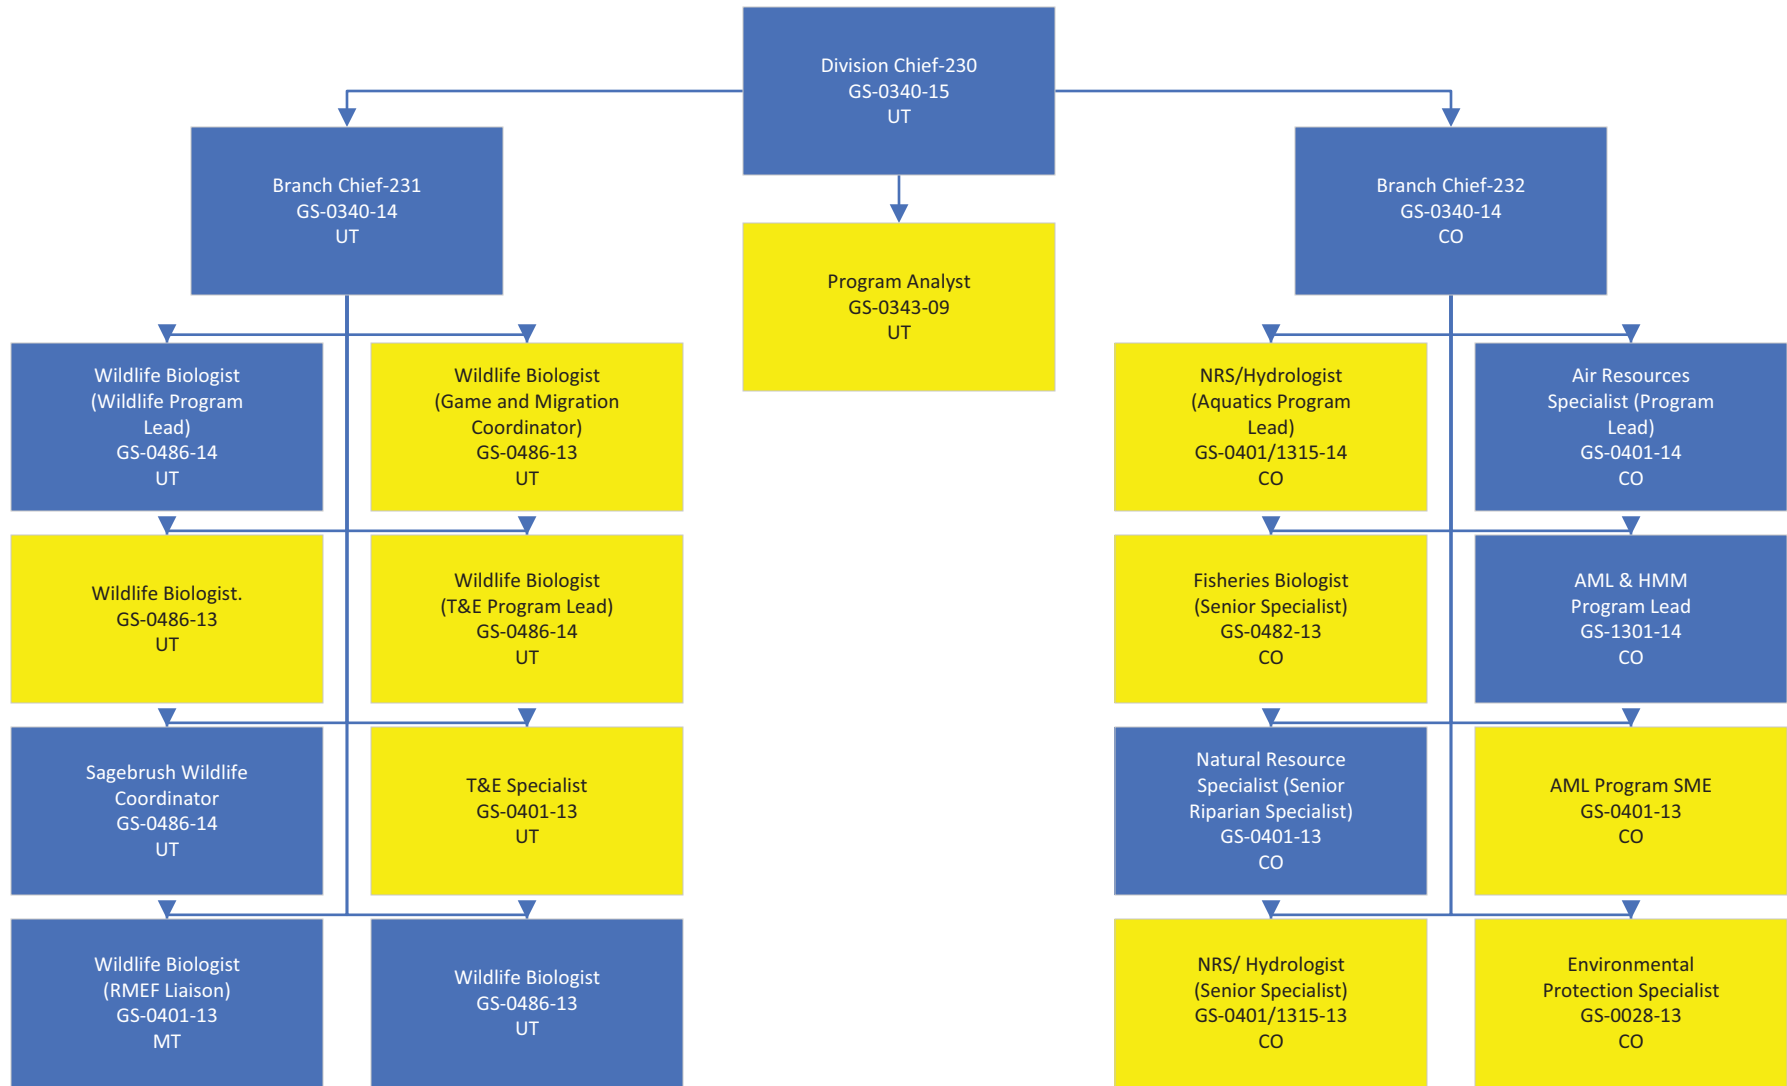 Division Chief-230
GS-0340-15
UT
Branch Chief-231
GS-0340-14
UT
Program Analyst
GS-0343-09
UT
Branch Chief-232
GS-0340-14
CO
Wildlife Biologist
(Wildlife Program
Lead)
GS-0486-14
UT
Wildlife Biologist
(Game and Migration
Coordinator)
GS-0486-13
UT
NRS/Hydrologist
(Aquatics Program
Lead)
GS-0401/1315-14
CO
Air Resources
Specialist (Program
Lead)
GS-0401-14
CO
Wildlife Biologist.
GS-0486-13
UT
Wildlife Biologist
(T&E Program Lead)
GS-0486-14
UT
Fisheries Biologist
(Senior Specialist)
GS-0482-13
CO
AML & HMM
Program Lead
GS-1301-14
CO
Sagebrush Wildlife
Coordinator
GS-0486-14
UT
T&E Specialist
GS-0401-13
UT
Natural Resource
Specialist (Senior
Riparian Specialist)
GS-0401-13
CO
AML Program SME
GS-0401-13
CO
Wildlife Biologist
(RMEF Liaison)
GS-0401-13
MT
Wildlife Biologist
GS-0486-13
UT
NRS/ Hydrologist
(Senior Specialist)
GS-0401/1315-13
CO
Environmental
Protection Specialist
GS-0028-13
CO